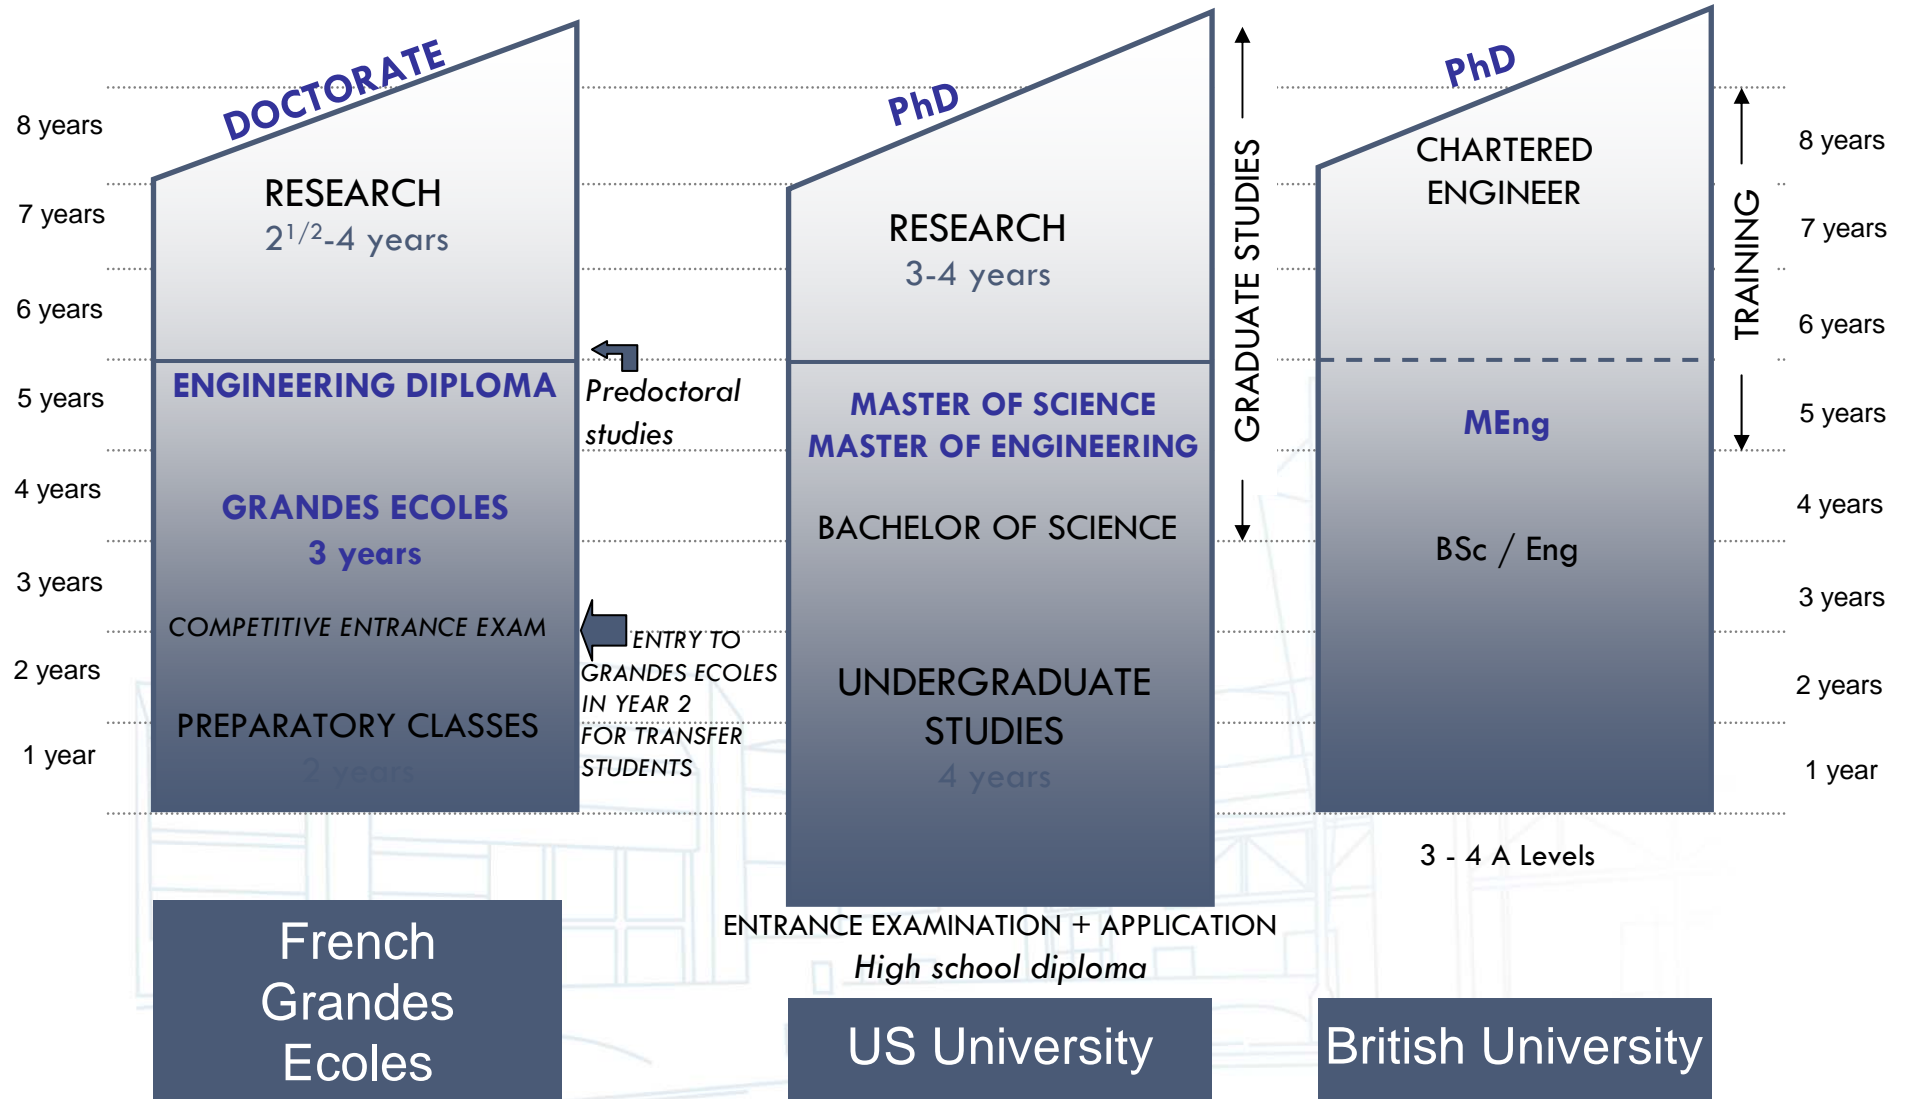 8 years
7 years
6 years
5 years
4 years
3 years
2 years
1 year
DOCTORATE
RESEARCH
2 1/2-4 years
ENGINEERING DIPLOMA
GRANDES ECOLES
3 years
COMPETITIVE ENTRANCE EXAM
PREPARATORY CLASSES
2 years
Predoctoral
studies
ENTRY TO
GRANDES ECOLES
IN YEAR 2
FOR TRANSFER
STUDENTS
French
Grandes
Ecoles
PhD
RESEARCH
3-4 years
MASTER OF SCIENCE
MASTER OF ENGINEERING
BACHELOR OF SCIENCE
UNDERGRADUATE
STUDIES
4 years
ENTRANCE EXAMINATION + APPLICATION
High school diploma
US University
GRADUATE STUDIES
PhD
CHARTERED
ENGINEER
MEng
BSc / Eng
3 - 4 A Levels
British University
TRAINING
8 years
7 years
6 years
5 years
4 years
3 years
2 years
1 year